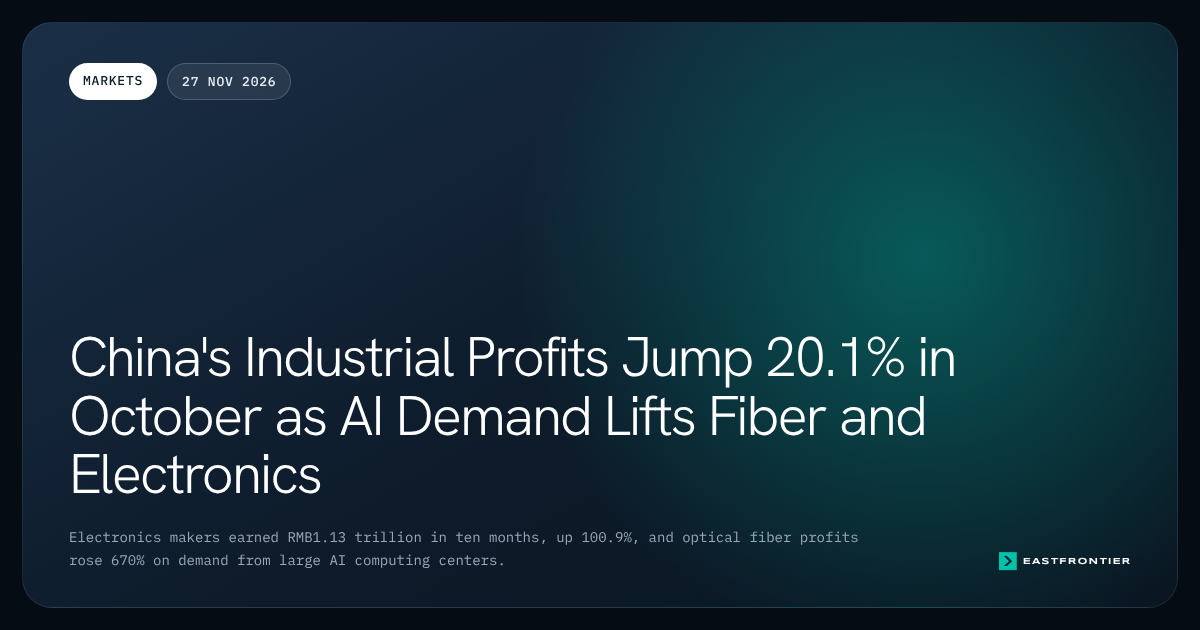 MARKETS
27 NOV 2026
China's Industrial Profits Jump 20.1% in
October as AI Demand Lifts Fiber and
Electronics
Electronics makers earned RMB1.13 trillion in ten months, up 100.9%, and optical fiber profits
rose 670% on demand from large AI computing centers.
EASTFRONTIER